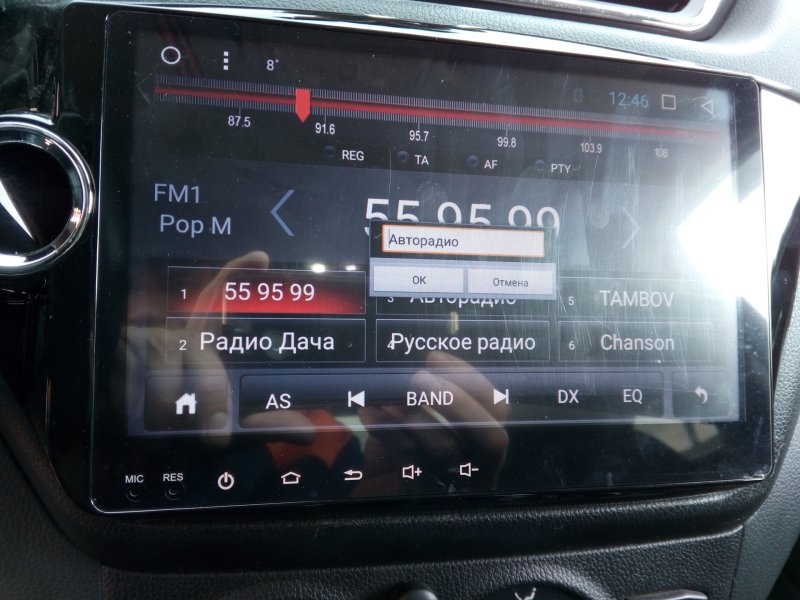 8°
12:46
87.5 91.6 95.7 99.8 103.9 108
REG TA AF PTY
FM1
Pop M
55 95 99
Авторадио
OK Отмена
1 55 95 99
3 Авторадио
5 TAMBOV
2 Радио Дача
4 Русское радио
6 Chanson
AS BAND DX EQ
MIC RES